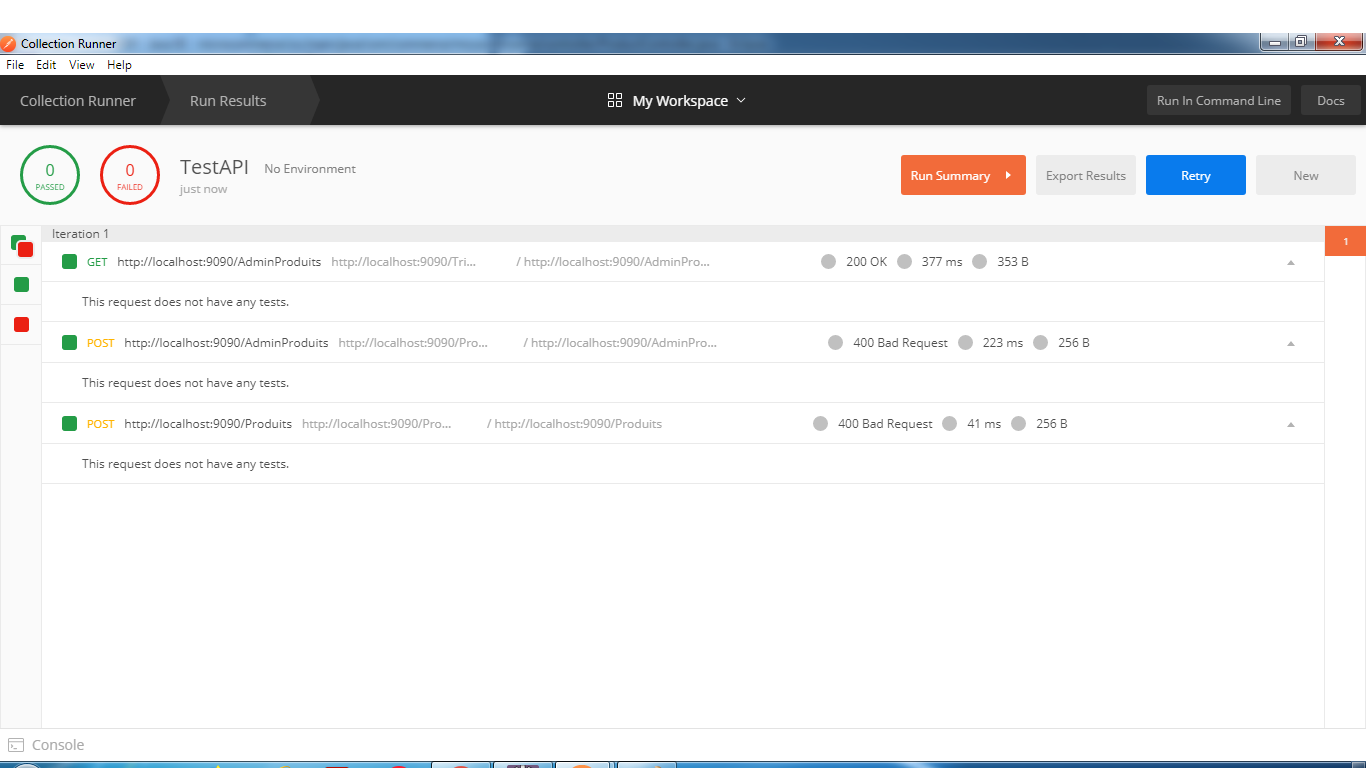 Collection Runner
File Edit View Help
Collection Runner Run Results My Workspace Run In Command Line Docs
0 PASSED
0 FAILED
TestAPI No Environment
just now
Run Summary Export Results Retry New
Iteration 1
1
GET http://localhost:9090/AdminProduits http://localhost:9090/Tri... / http://localhost:9090/AdminPro... 200 OK 377 ms 353 B
This request does not have any tests.
POST http://localhost:9090/AdminProduits http://localhost:9090/Pro... / http://localhost:9090/AdminPro... 400 Bad Request 223 ms 256 B
This request does not have any tests.
POST http://localhost:9090/Produits http://localhost:9090/Pro... / http://localhost:9090/Produits 400 Bad Request 41 ms 256 B
This request does not have any tests.
Console